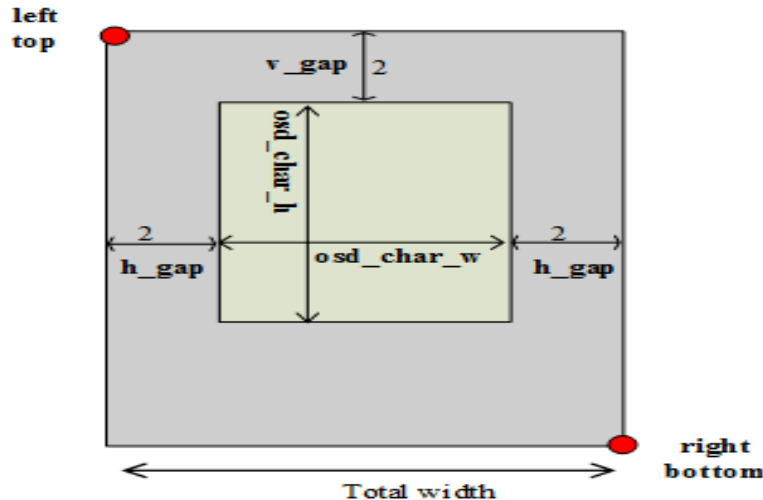 left
top
v_gap
2
osd_char_h
2
osd_char_w
2
h_gap
h_gap
right
bottom
Total width